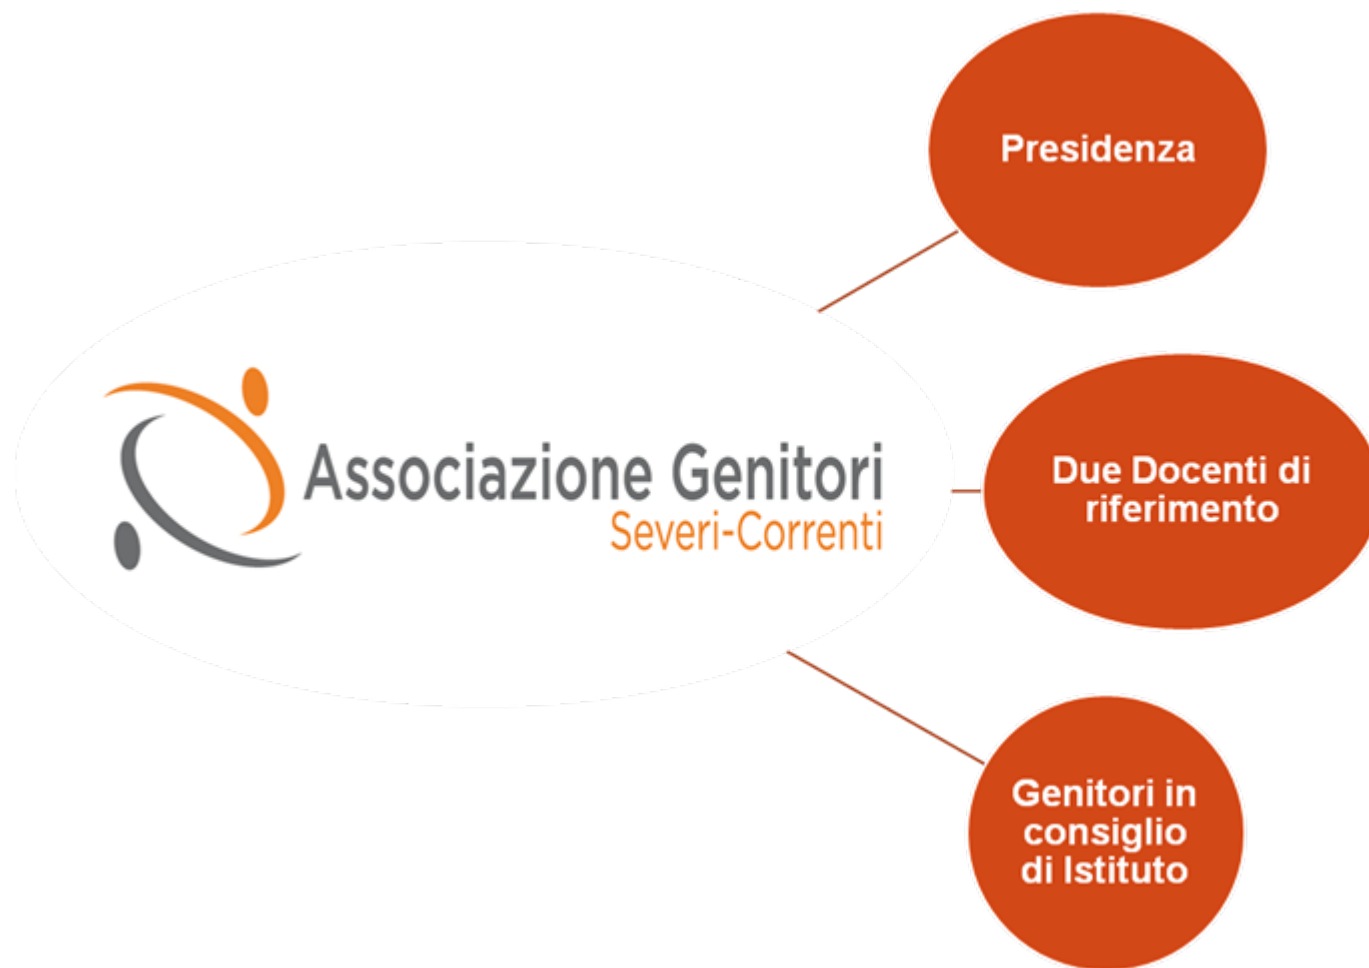 Presidenza
Associazione Genitori
Severi-Correnti
Due Docenti di
riferimento
Genitori in
consiglio
di Istituto